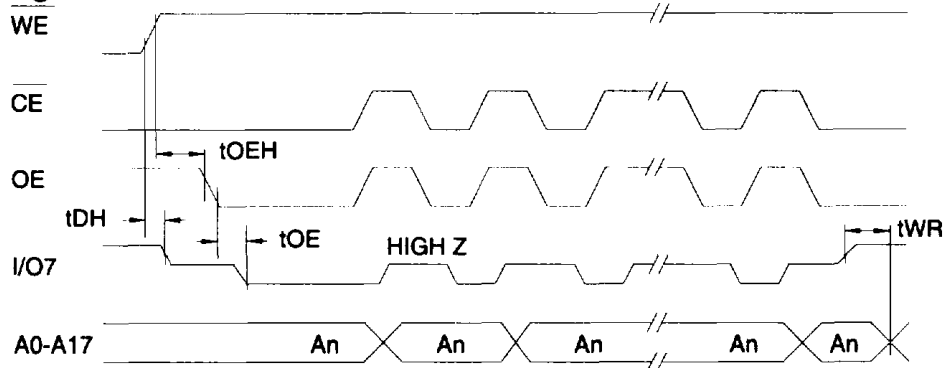 WE
CE
tOEH
OE
tDH
tOE
HIGH Z
tWR
I/O7
A0-A17 An An An An An